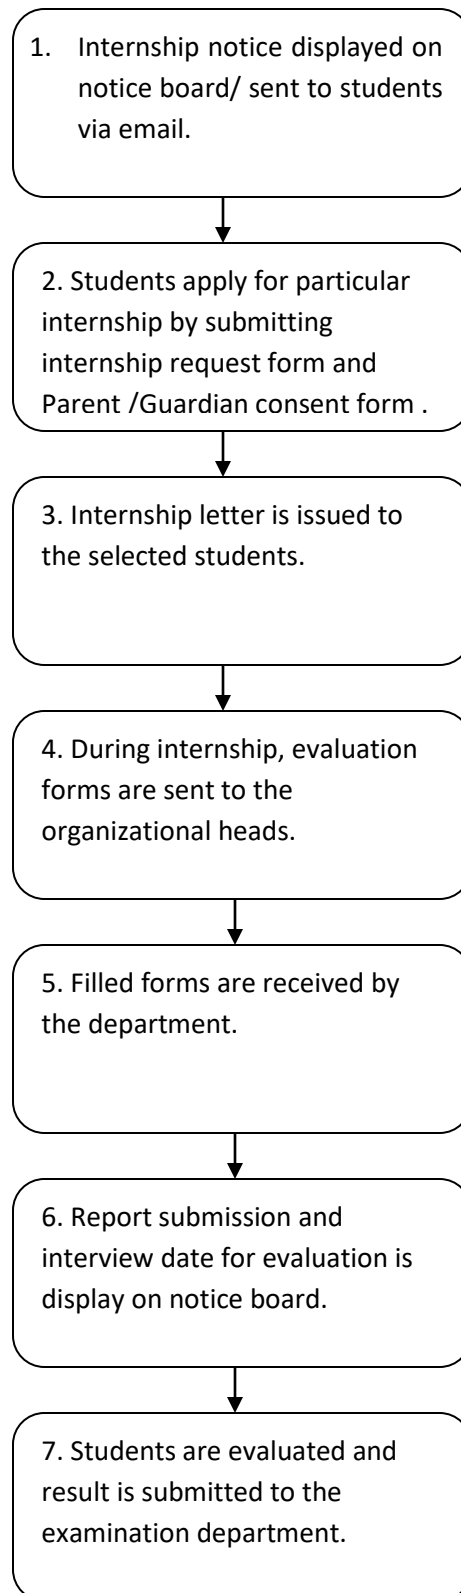 1. Internship notice displayed on
notice board/ sent to students
via email.
2. Students apply for particular
internship by submitting
internship request form and
Parent /Guardian consent form .
3. Internship letter is issued to
the selected students.
4. During internship, evaluation
forms are sent to the
organizational heads.
5. Filled forms are received by
the department.
6. Report submission and
interview date for evaluation is
display on notice board.
7. Students are evaluated and
result is submitted to the
examination department.